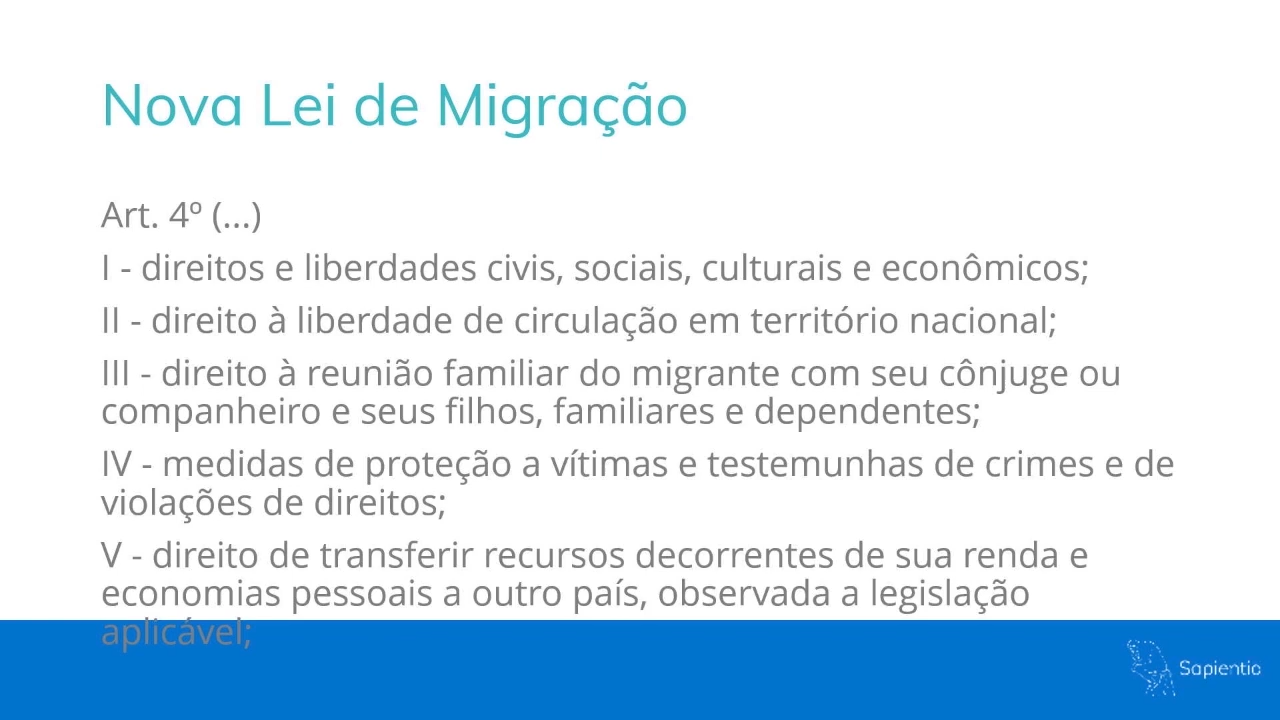 Nova Lei de Migração
Art. 4º (...)
I - direitos e liberdades civis, sociais, culturais e econômicos;
II - direito à liberdade de circulação em território nacional;
III - direito à reunião familiar do migrante com seu cônjuge ou
companheiro e seus filhos, familiares e dependentes;
IV - medidas de proteção a vítimas e testemunhas de crimes e de
violações de direitos;
V - direito de transferir recursos decorrentes de sua renda e
economias pessoais a outro país, observada a legislação
aplicável;
Sapientia